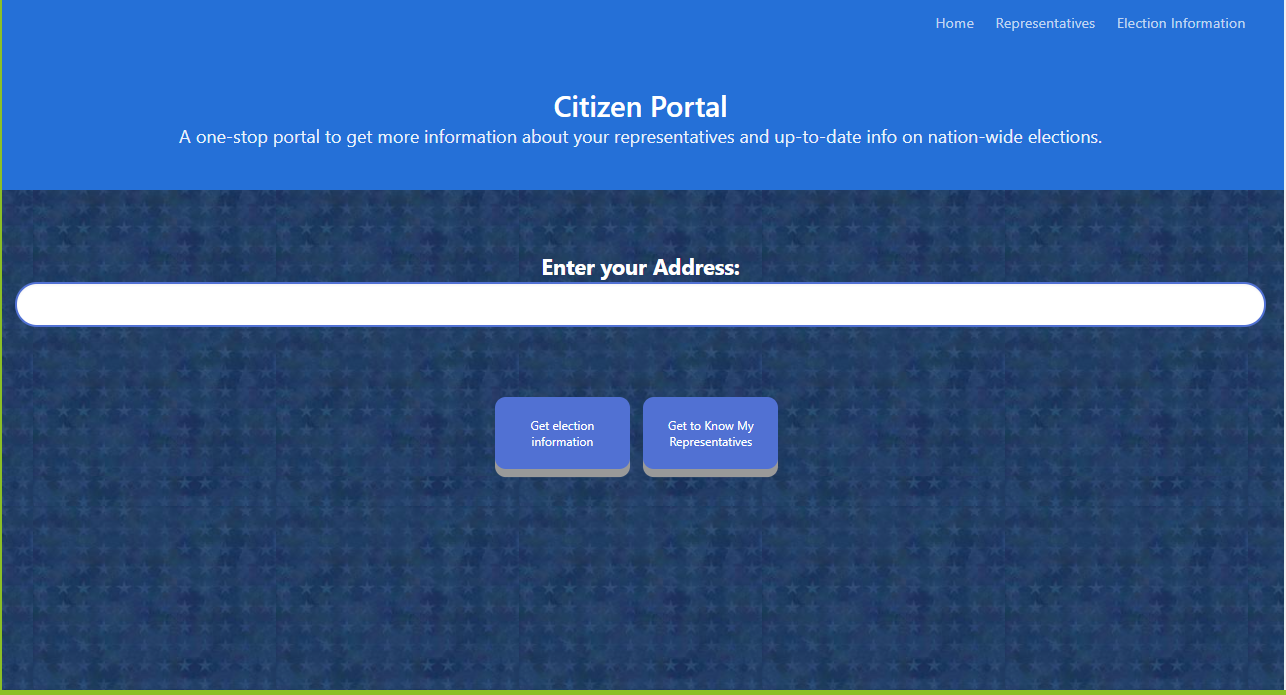 Home Representatives Election Information
Citizen Portal
A one-stop portal to get more information about your representatives and up-to-date info on nation-wide elections.
Enter your Address:
Get election
information
Get to Know My
Representatives